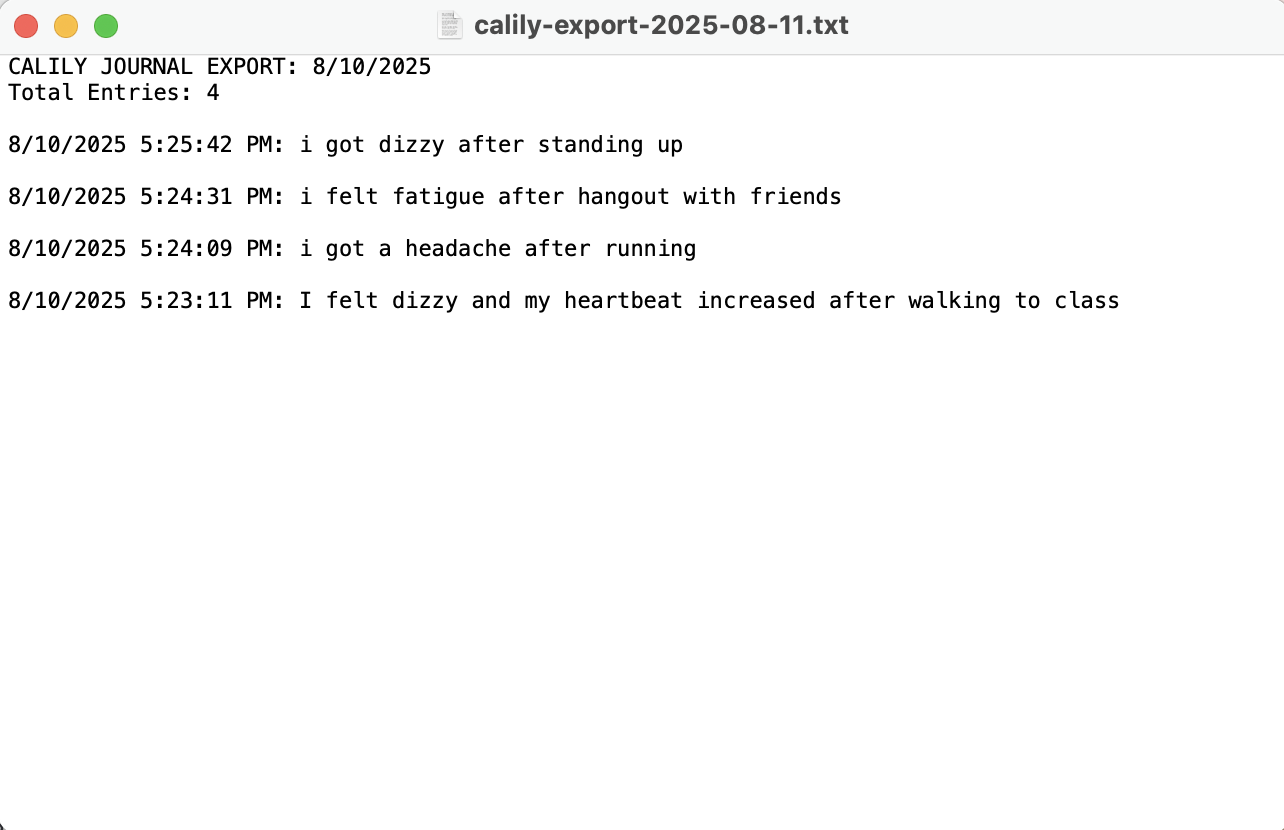 calily-export-2025-08-11.txt
CALILY JOURNAL EXPORT: 8/10/2025
Total Entries: 4
8/10/2025 5:25:42 PM: i got dizzy after standing up
8/10/2025 5:24:31 PM: i felt fatigue after hangout with friends
8/10/2025 5:24:09 PM: i got a headache after running
8/10/2025 5:23:11 PM: I felt dizzy and my heartbeat increased after walking to class